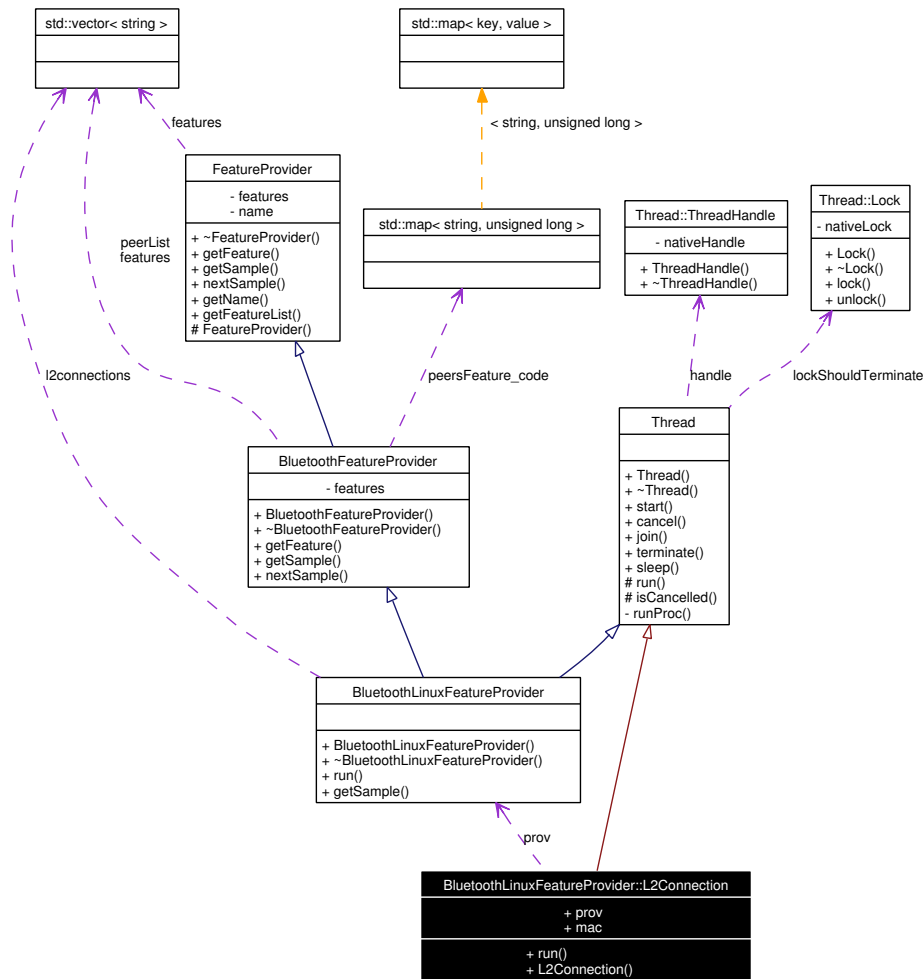 std::vector< string >
std::map< key, value >
features
< string, unsigned long >
FeatureProvider
- features
- name
+ ~FeatureProvider()
+ getFeature()
+ getSample()
+ nextSample()
+ getName()
+ getFeatureList()
# FeatureProvider()
std::map< string, unsigned long >
Thread::ThreadHandle
- nativeHandle
+ ThreadHandle()
+ ~ThreadHandle()
Thread::Lock
- nativeLock
+ Lock()
+ ~Lock()
+ lock()
+ unlock()
peerList
features
l2connections
peersFeature_code
handle
lockShouldTerminate
BluetoothFeatureProvider
- features
+ BluetoothFeatureProvider()
+ ~BluetoothFeatureProvider()
+ getFeature()
+ getSample()
+ nextSample()
Thread
+ Thread()
+ ~Thread()
+ start()
+ cancel()
+ join()
+ terminate()
+ sleep()
# run()
# isCancelled()
- runProc()
BluetoothLinuxFeatureProvider
+ BluetoothLinuxFeatureProvider()
+ ~BluetoothLinuxFeatureProvider()
+ run()
+ getSample()
prov
BluetoothLinuxFeatureProvider::L2Connection
+ prov
+ mac
+ run()
+ L2Connection()